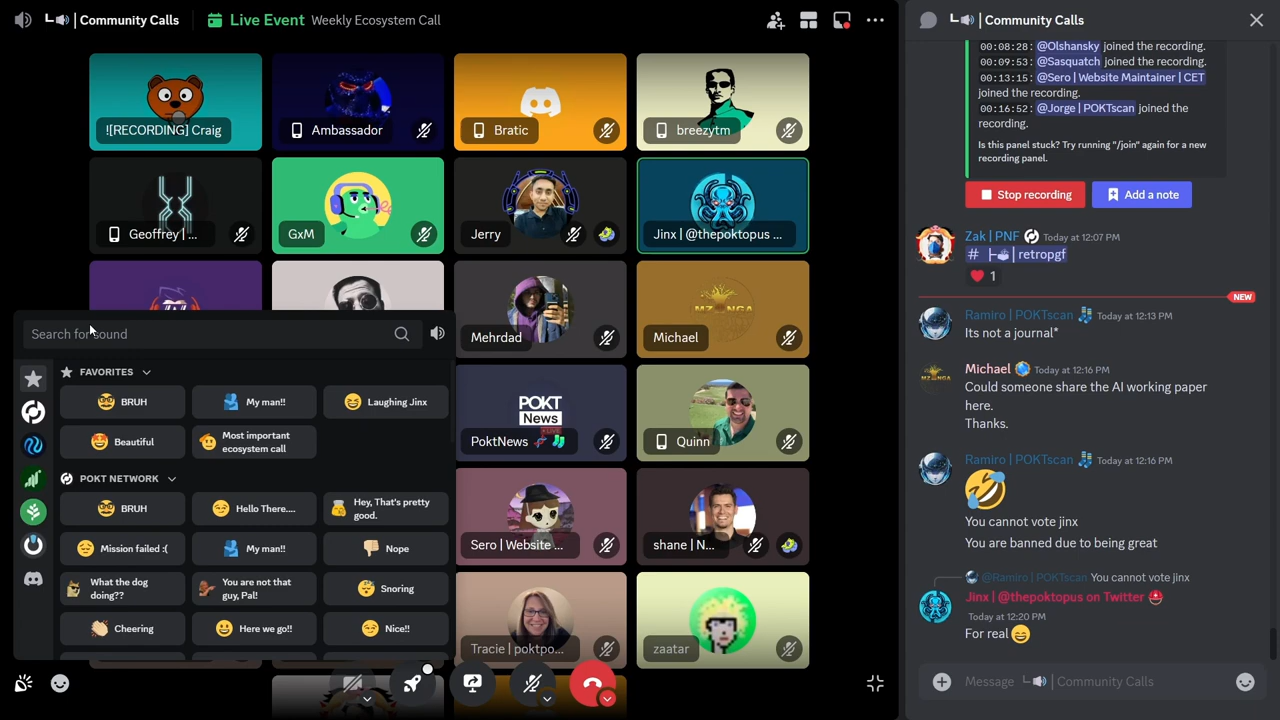 └📢 | Community Calls
Live Event
Weekly Ecosystem Call
![RECORDING] Craig
Ambassador
Bratic
breezytm
Geoffrey | ...
GxM
Jerry
Jinx | @thepoktopus ...
Mehrdad
Michael
POKT
News
LIVE
PoktNews
Quinn
Sero | Website ...
shane | N...
Tracie | poktpo...
zaatar
MZONGA
Search for sound
FAVORITES
BRUH
My man!!
Laughing Jinx
Beautiful
Most important
ecosystem call
POKT NETWORK
BRUH
Hello There....
Hey, That's pretty
good.
Mission failed :(
My man!!
Nope
What the dog
doing??
You are not that
guy, Pal!
Snoring
Cheering
Here we go!!
Nice!!
└📢 | Community Calls
00:08:28: @Olshansky joined the recording.
00:09:53: @Sasquatch joined the recording.
00:13:15: @Sero | Website Maintainer | CET
joined the recording.
00:16:52: @Jorge | POKTscan joined the
recording.
Is this panel stuck? Try running "/join" again for a new
recording panel.
Stop recording
Add a note
Zak | PNF Today at 12:07 PM
# ├ | retropgf
❤️ 1
NEW
Ramiro | POKTscan 🧦 Today at 12:13 PM
Its not a journal*
Michael Today at 12:16 PM
Could someone share the AI working paper
here.
Thanks.
Ramiro | POKTscan 🧦 Today at 12:16 PM
🤣
You cannot vote jinx
You are banned due to being great
@Ramiro | POKTscan You cannot vote jinx
Jinx | @thepoktopus on Twitter
Today at 12:20 PM
For real 😄
Message └📢 | Community Calls